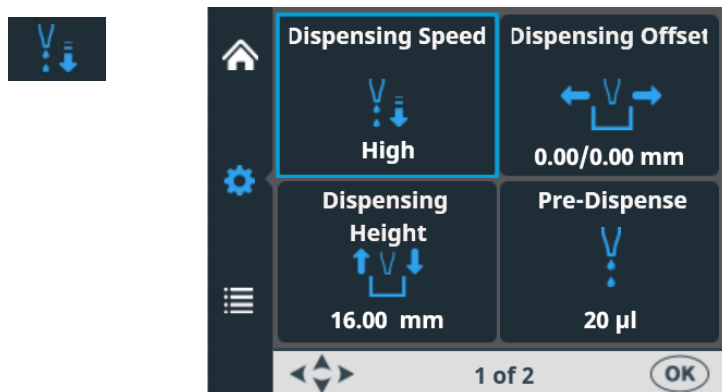 Dispensing Speed
High
Dispensing Offset
0.00/0.00 mm
Dispensing
Height
16.00 mm
Pre-Dispense
20 µl
1 of 2
OK